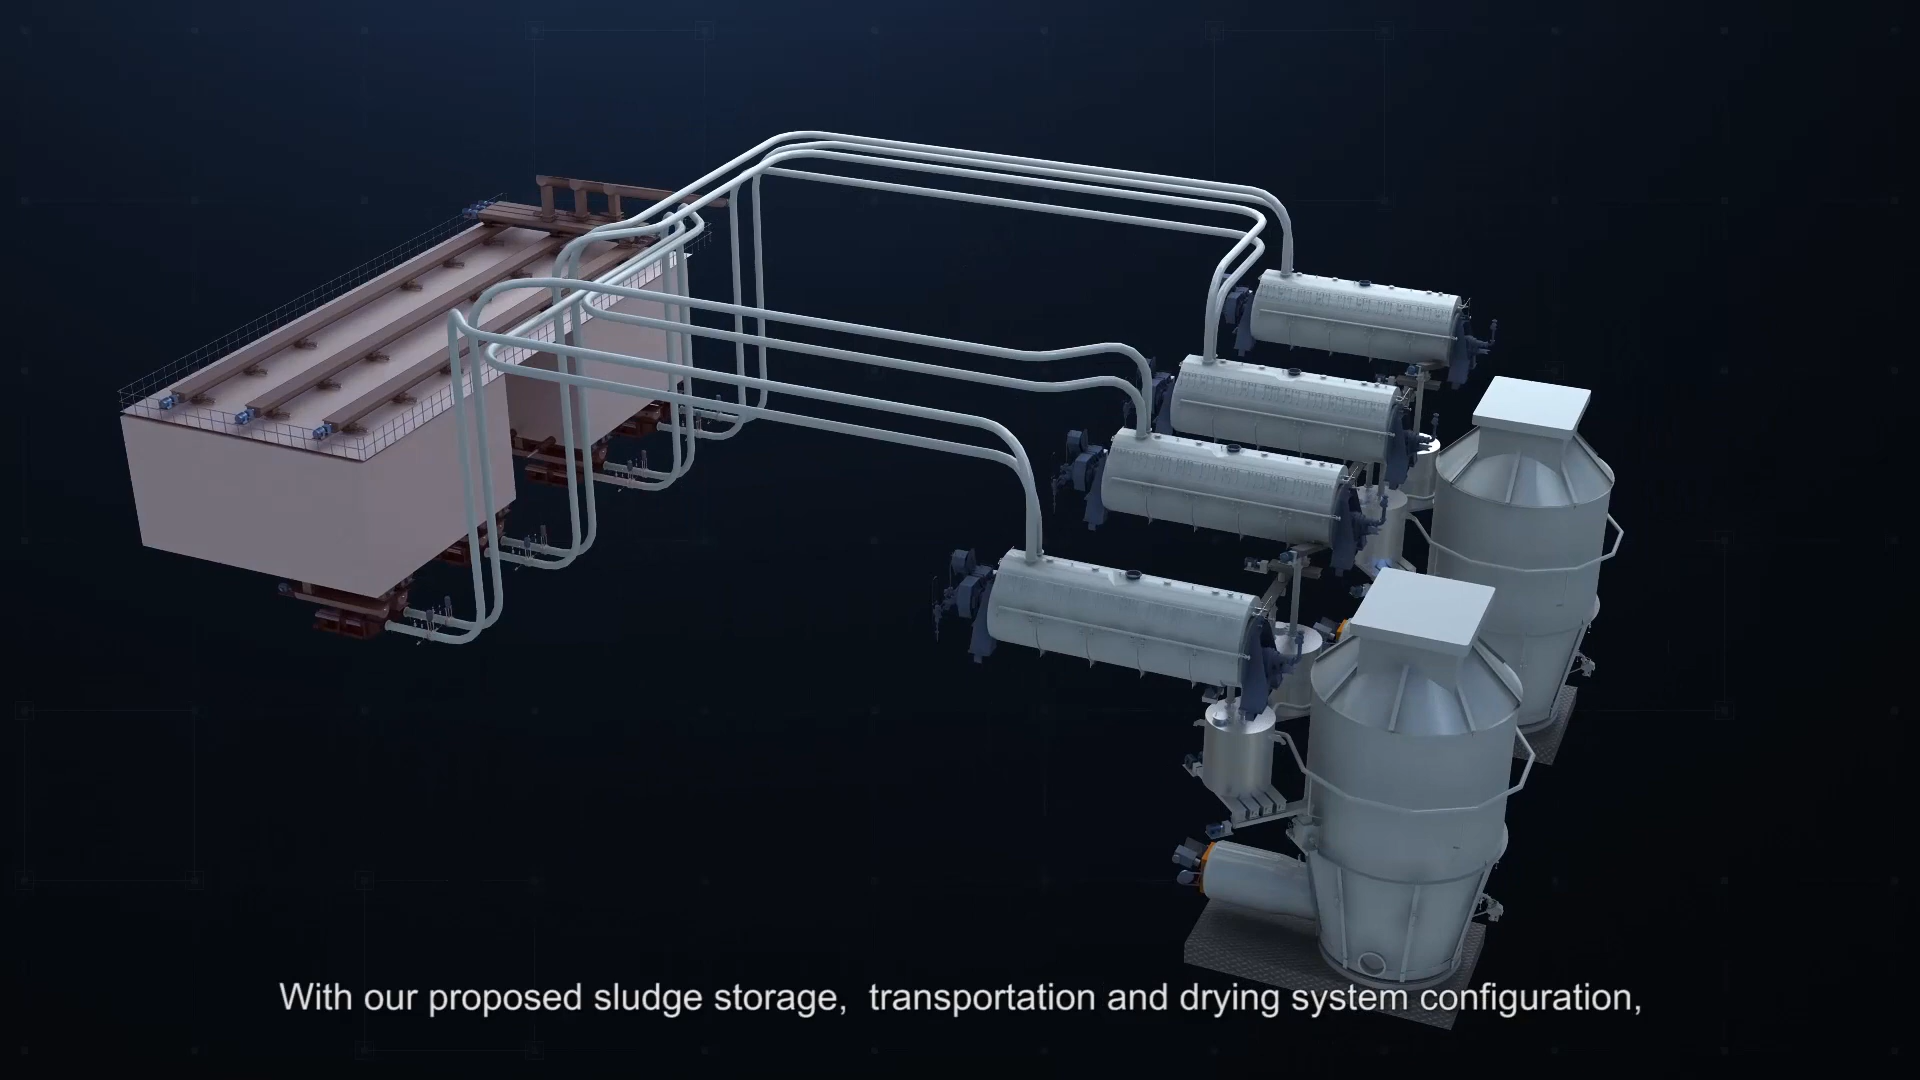 With our proposed sludge storage,  transportation and drying system configuration,